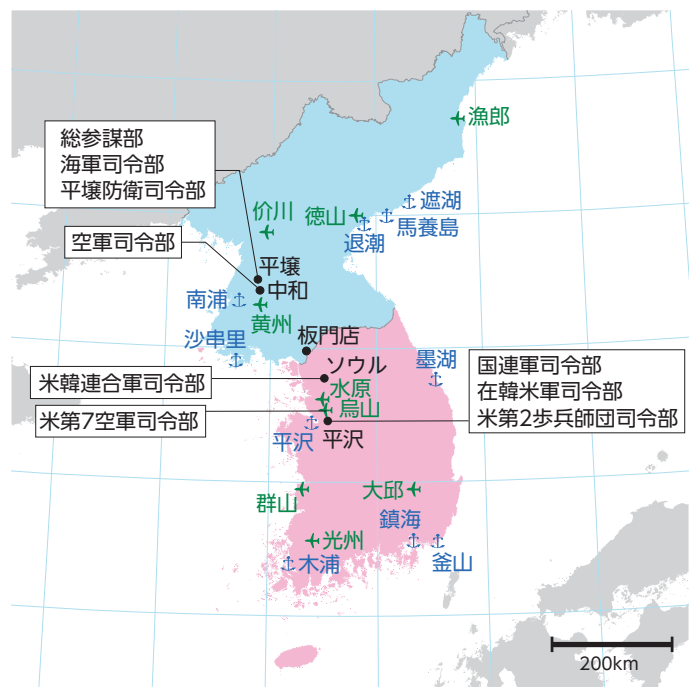 漁郎
総参謀部
海軍司令部
平壌防衛司令部
遮湖
价川
徳山
馬養島
退潮
空軍司令部
平壌
中和
南浦
黄州
沙串里
板門店
墨湖
ソウル
国連軍司令部
在韓米軍司令部
米第2歩兵師団司令部
米韓連合軍司令部
水原
米第7空軍司令部
烏山
平沢
平沢
群山
大邱
鎮海
光州
釜山
木浦
200km